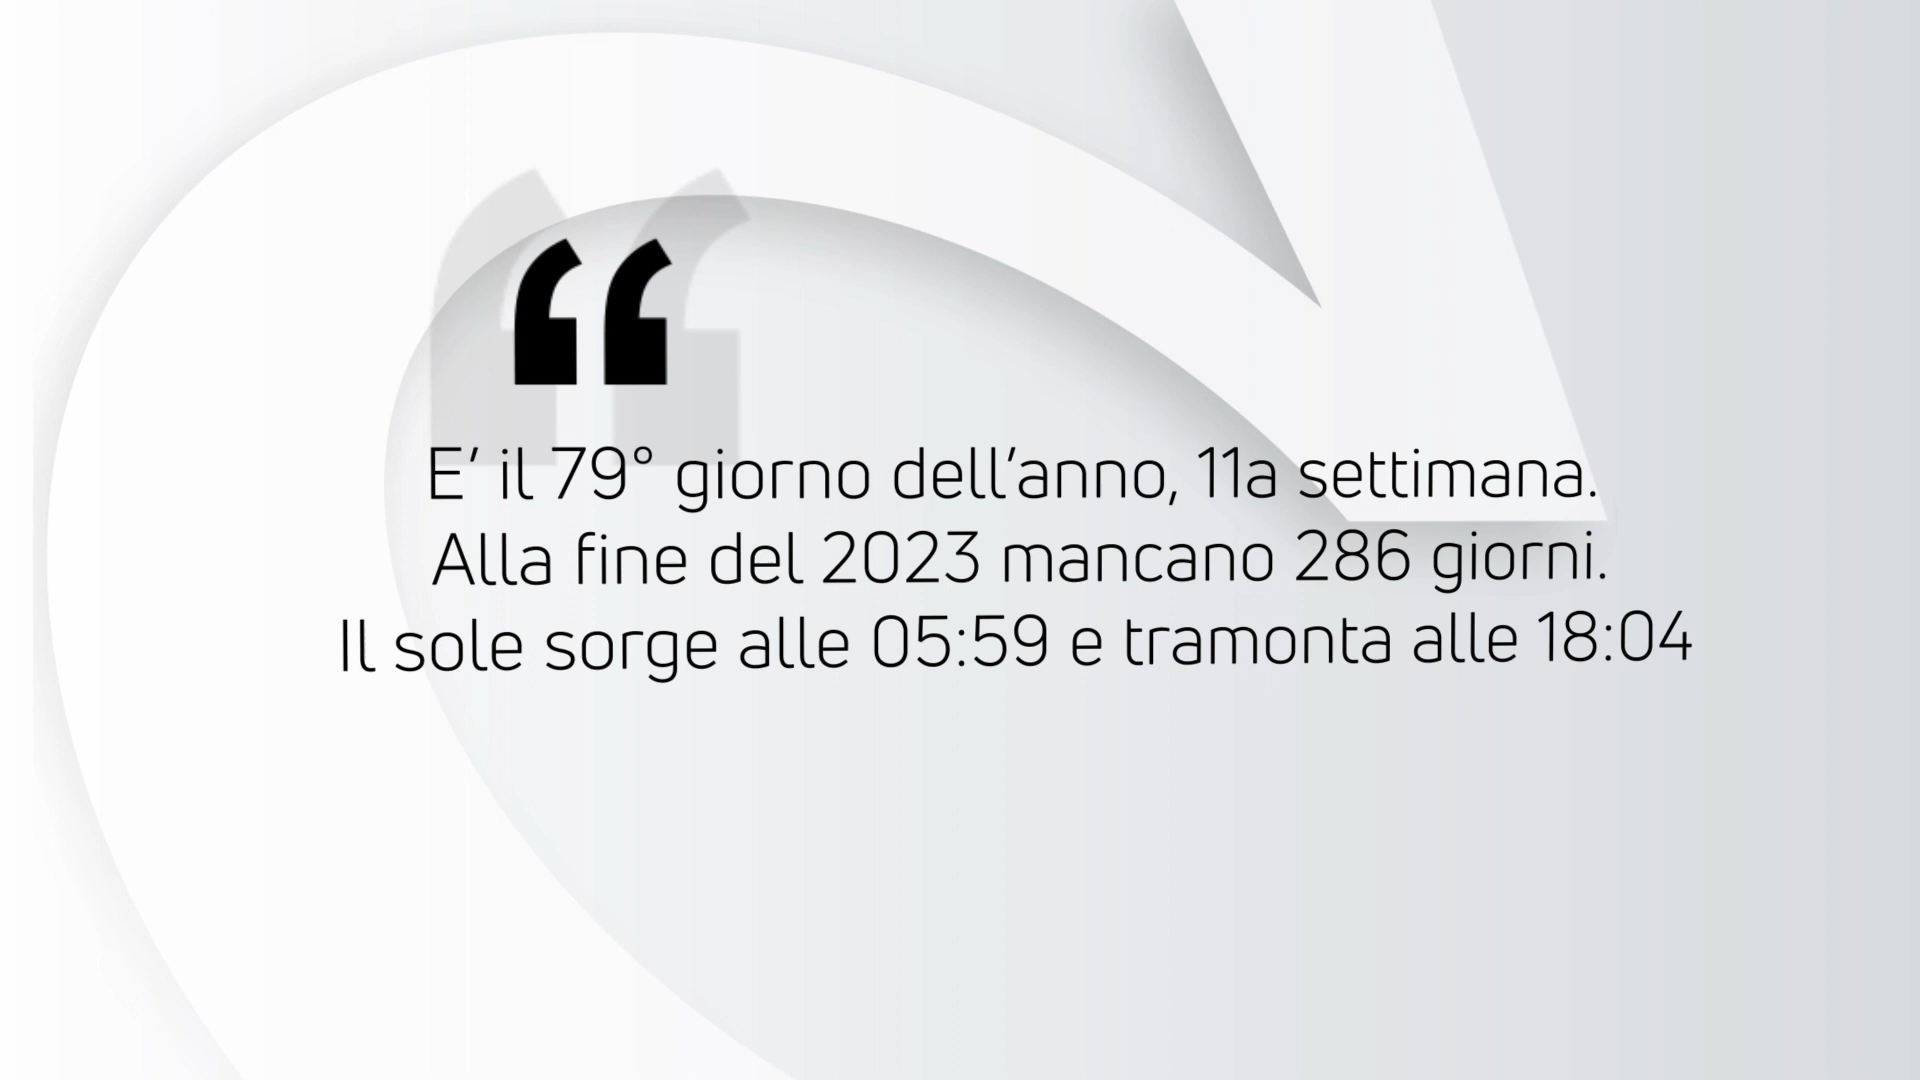 “
E’ il 79° giorno dell’anno, 11a settimana.
Alla fine del 2023 mancano 286 giorni.
Il sole sorge alle 05:59 e tramonta alle 18:04